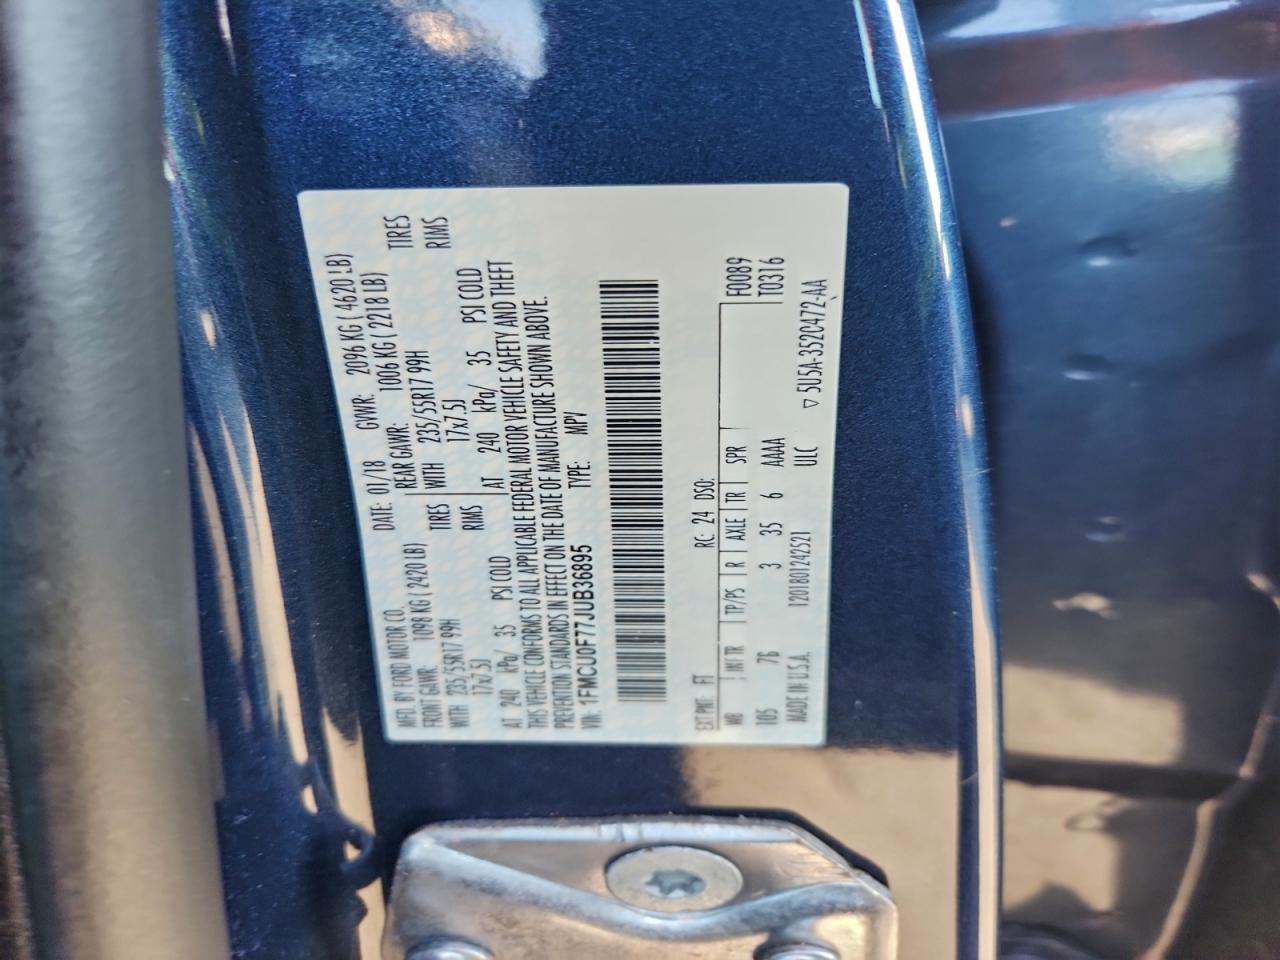 MFD. BY FORD MOTOR CO.
DATE: 01/18 GVWR: 2096 KG ( 4620 LB)
FRONT GAWR: 1098 KG ( 2420 LB) REAR GAWR: 1006 KG ( 2218 LB)
WITH 235/55R17 99H TIRES WITH 235/55R17 99H TIRES
17x7.5J RIMS 17x7.5J RIMS
AT 240 kPa/ 35 PSI COLD AT 240 kPa/ 35 PSI COLD
THIS VEHICLE CONFORMS TO ALL APPLICABLE FEDERAL MOTOR VEHICLE SAFETY AND THEFT
PREVENTION STANDARDS IN EFFECT ON THE DATE OF MANUFACTURE SHOWN ABOVE.
VIN: 1FMCU0F77JUB36895 TYPE: MPV
F0089
T0316
EXT PNT: FT RC: 24 DSO:
WB INT TR TP/PS R AXLE TR SPR
105 76 3 35 6 AAAA
MADE IN U.S.A. 1201801242521 ULC
▽ 5U5A-3520472-AA